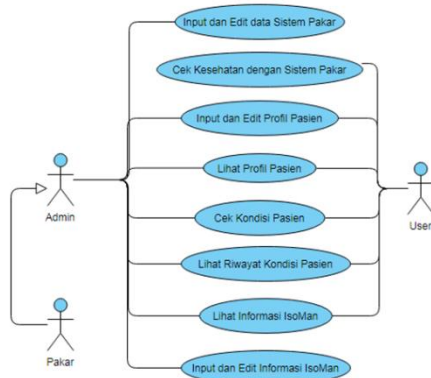 Input dan Edit data Sistem Pakar
Cek Kesehatan dengan Sistem Pakar
Input dan Edit Profil Pasien
Lihat Profil Pasien
Admin
User
Cek Kondisi Pasien
Lihat Riwayat Kondisi Pasien
Lihat Informasi IsoMan
Pakar
Input dan Edit Informasi IsoMan